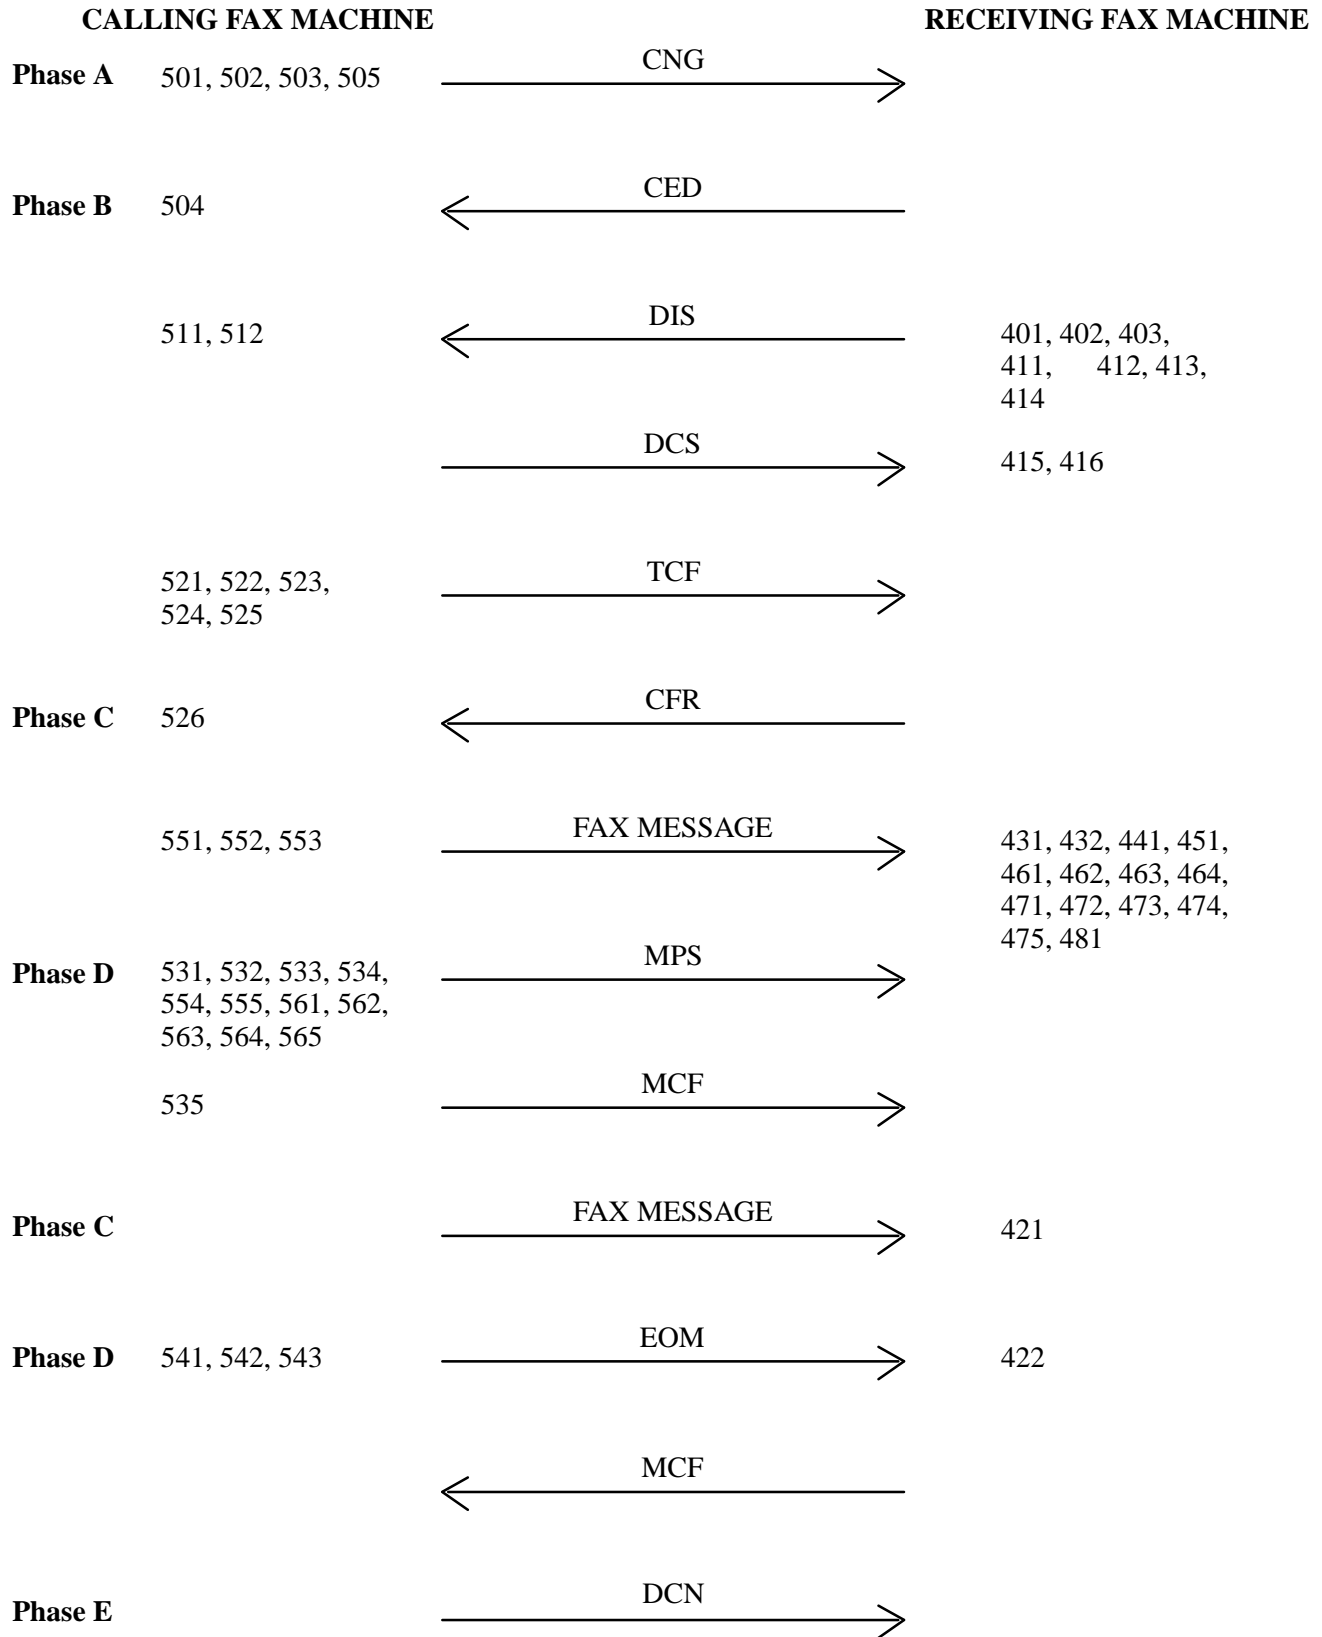 CALLING FAX MACHINE RECEIVING FAX MACHINE
Phase A 501, 502, 503, 505 CNG
Phase B 504 CED
511, 512 DIS 401, 402, 403,
411, 412, 413,
414
DCS 415, 416
521, 522, 523, TCF
524, 525
Phase C 526 CFR
551, 552, 553 FAX MESSAGE 431, 432, 441, 451,
461, 462, 463, 464,
471, 472, 473, 474,
475, 481
Phase D 531, 532, 533, 534, MPS
554, 555, 561, 562,
563, 564, 565
535 MCF
Phase C FAX MESSAGE 421
Phase D 541, 542, 543 EOM 422
MCF
Phase E DCN